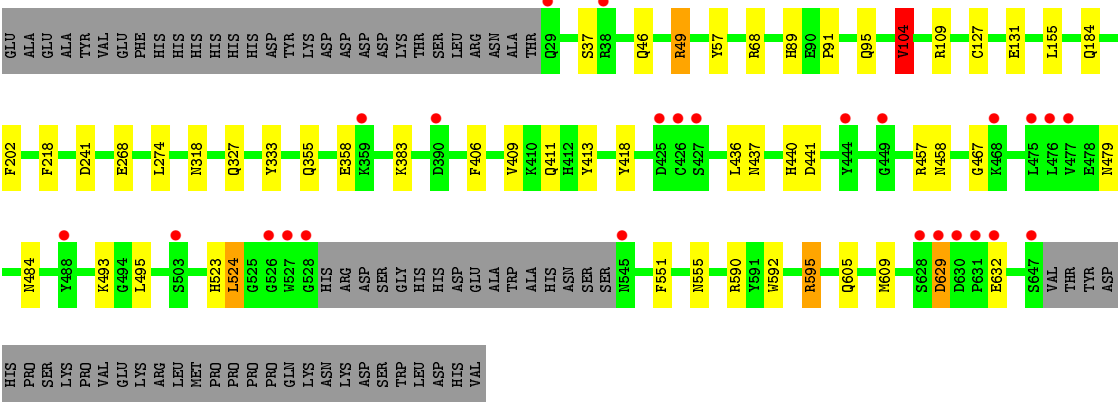 GLU ALA GLU GLU ALA TYR VAL GLU PHE HIS HIS HIS HIS HIS HIS ASP TYR LYS ASP ASP ASP ASP LYS THR SER LEU ARG ASN ALA THR Q29 S37 R38 Q46 R49 Y57 R68 H89 E90 P91 Q95 V104 R109 C127 E131 L155 Q184
F202 F218 D241 E268 L274 N318 Q327 Y333 Q355 E358 K359 K383 D390 F406 V409 K410 Q411 H412 Y413 Y418 D425 C426 S427 L436 N437 H440 D441 Y444 G449 R457 N458 G467 K468 L475 L476 V477 E478 N479
N484 Y488 K493 G494 L495 S503 H523 L524 G525 G526 W527 G528 HIS ARG ASP SER GLY HIS HIS ASP GLU ALA TRP ALA HIS ASN SER SER N545 F551 N555 R590 Y591 W592 R595 Q605 M609 S628 D629 D630 P631 E632 S647 VAL THR TYR ASP
HIS PRO SER LYS PRO VAL GLU LYS ARG LEU MET PRO PRO PRO PRO GLN LYS ASN LYS ASP SER TRP LEU ASP HIS VAL